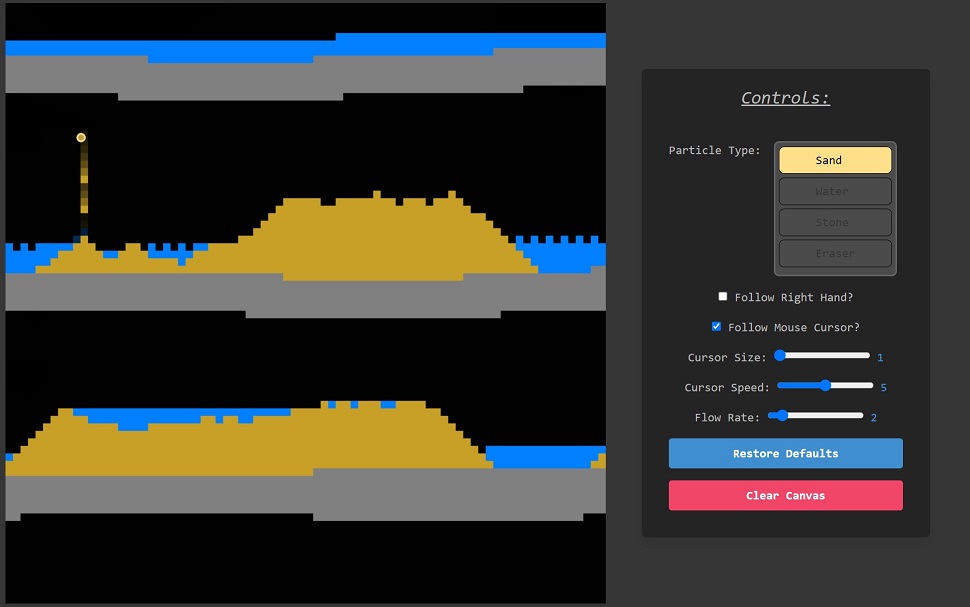 Controls:
Particle Type:
Sand
Water
Stone
Eraser
Follow Right Hand?
Follow Mouse Cursor?
Cursor Size: 1
Cursor Speed: 5
Flow Rate: 2
Restore Defaults
Clear Canvas